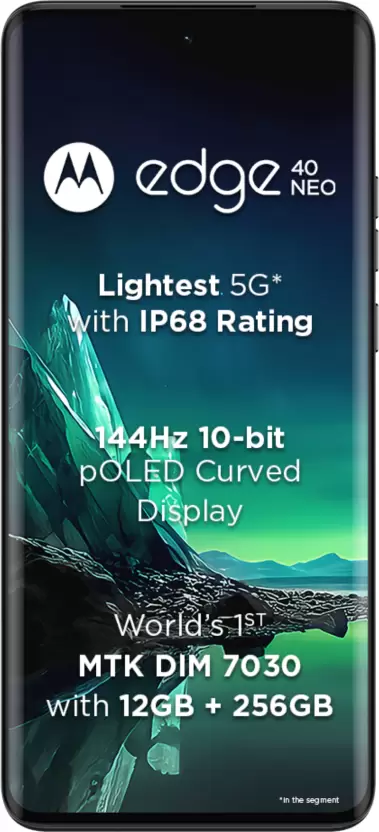 edge 40 NEO
Lightest 5G*
with IP68 Rating
144Hz 10-bit
pOLED Curved
Display
World's 1ST
MTK DIM 7030
with 12GB + 256GB
*In the segment